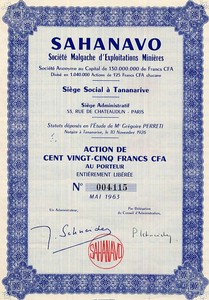 SAHANAVO
Société Malgache d'Exploitations Minières
Société Anonyme au Capital de 130.000.000 de Francs CFA
Divisé en 1.040.000 Actions de 125 Francs CFA chacune
Siège Social à Tananarive
Siège Administratif
55, RUE DE CHATEAUDUN - PARIS
Statuts déposés en l'Etude de Me Grégoire PERRETI
Notaire à Tananarive, le 10 Novembre 1926
ACTION DE
CENT VINGT-CINQ FRANCS CFA
AU PORTEUR
ENTIÈREMENT LIBÉRÉE
No 004115
MAI 1963
Un Administrateur,
Par Délégation
du Conseil d'Administration,
SAHANAVO